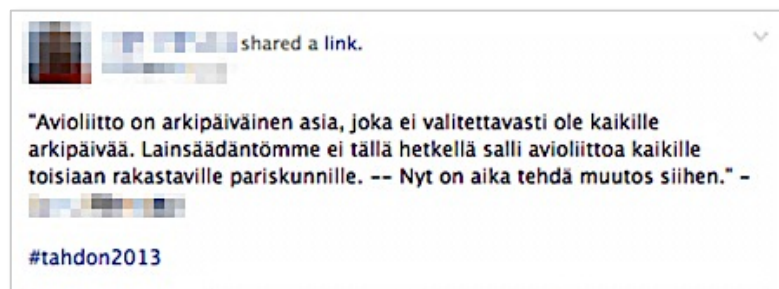 shared a link.
"Avioliitto on arkipäiväinen asia, joka ei valitettavasti ole kaikille
arkipäivää. Lainsäädäntömme ei tällä hetkellä salli avioliittoa kaikille
toisiaan rakastaville pariskunnille. -- Nyt on aika tehdä muutos siihen." –
#tahdon2013